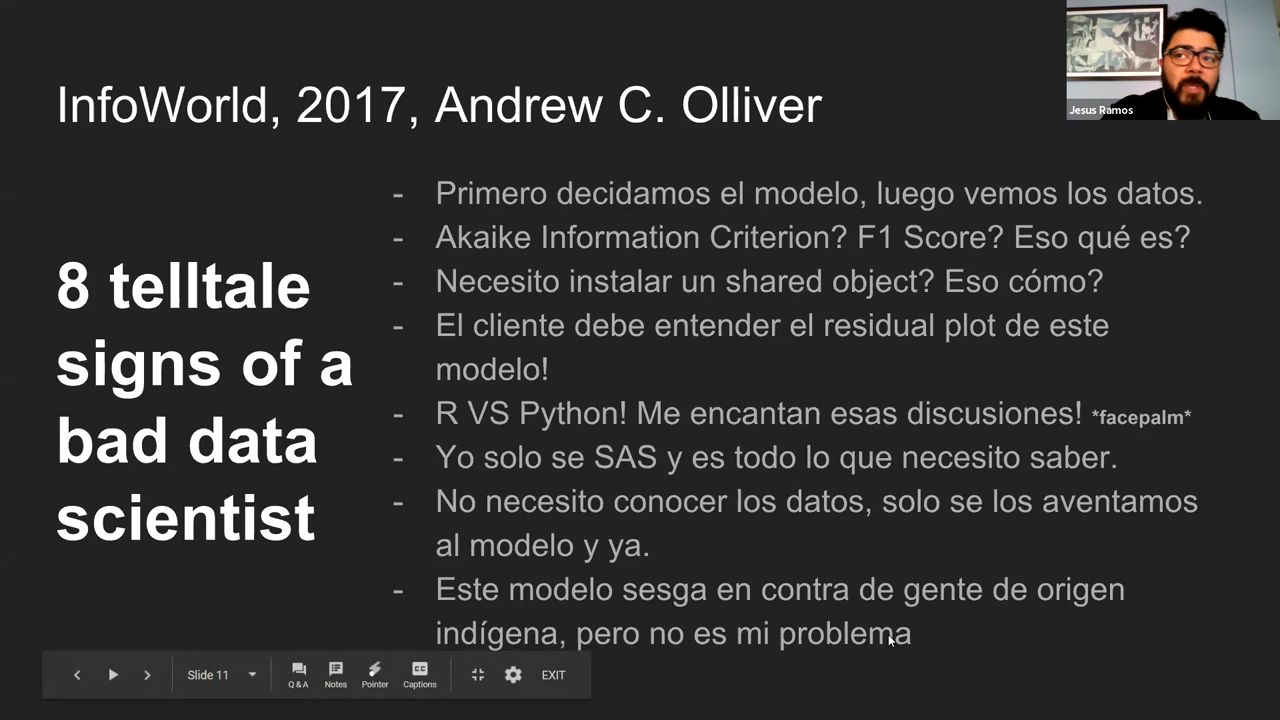 Jesus Ramos
InfoWorld, 2017, Andrew C. Olliver
8 telltale
signs of a
bad data
scientist
- Primero decidamos el modelo, luego vemos los datos.
- Akaike Information Criterion? F1 Score? Eso qué es?
- Necesito instalar un shared object? Eso cómo?
- El cliente debe entender el residual plot de este
modelo!
- R VS Python! Me encantan esas discusiones! *facepalm*
- Yo solo se SAS y es todo lo que necesito saber.
- No necesito conocer los datos, solo se los aventamos
al modelo y ya.
- Este modelo sesga en contra de gente de origen
indígena, pero no es mi problema
Slide 11
Q & A
Notes
Pointer
CC
Captions
EXIT